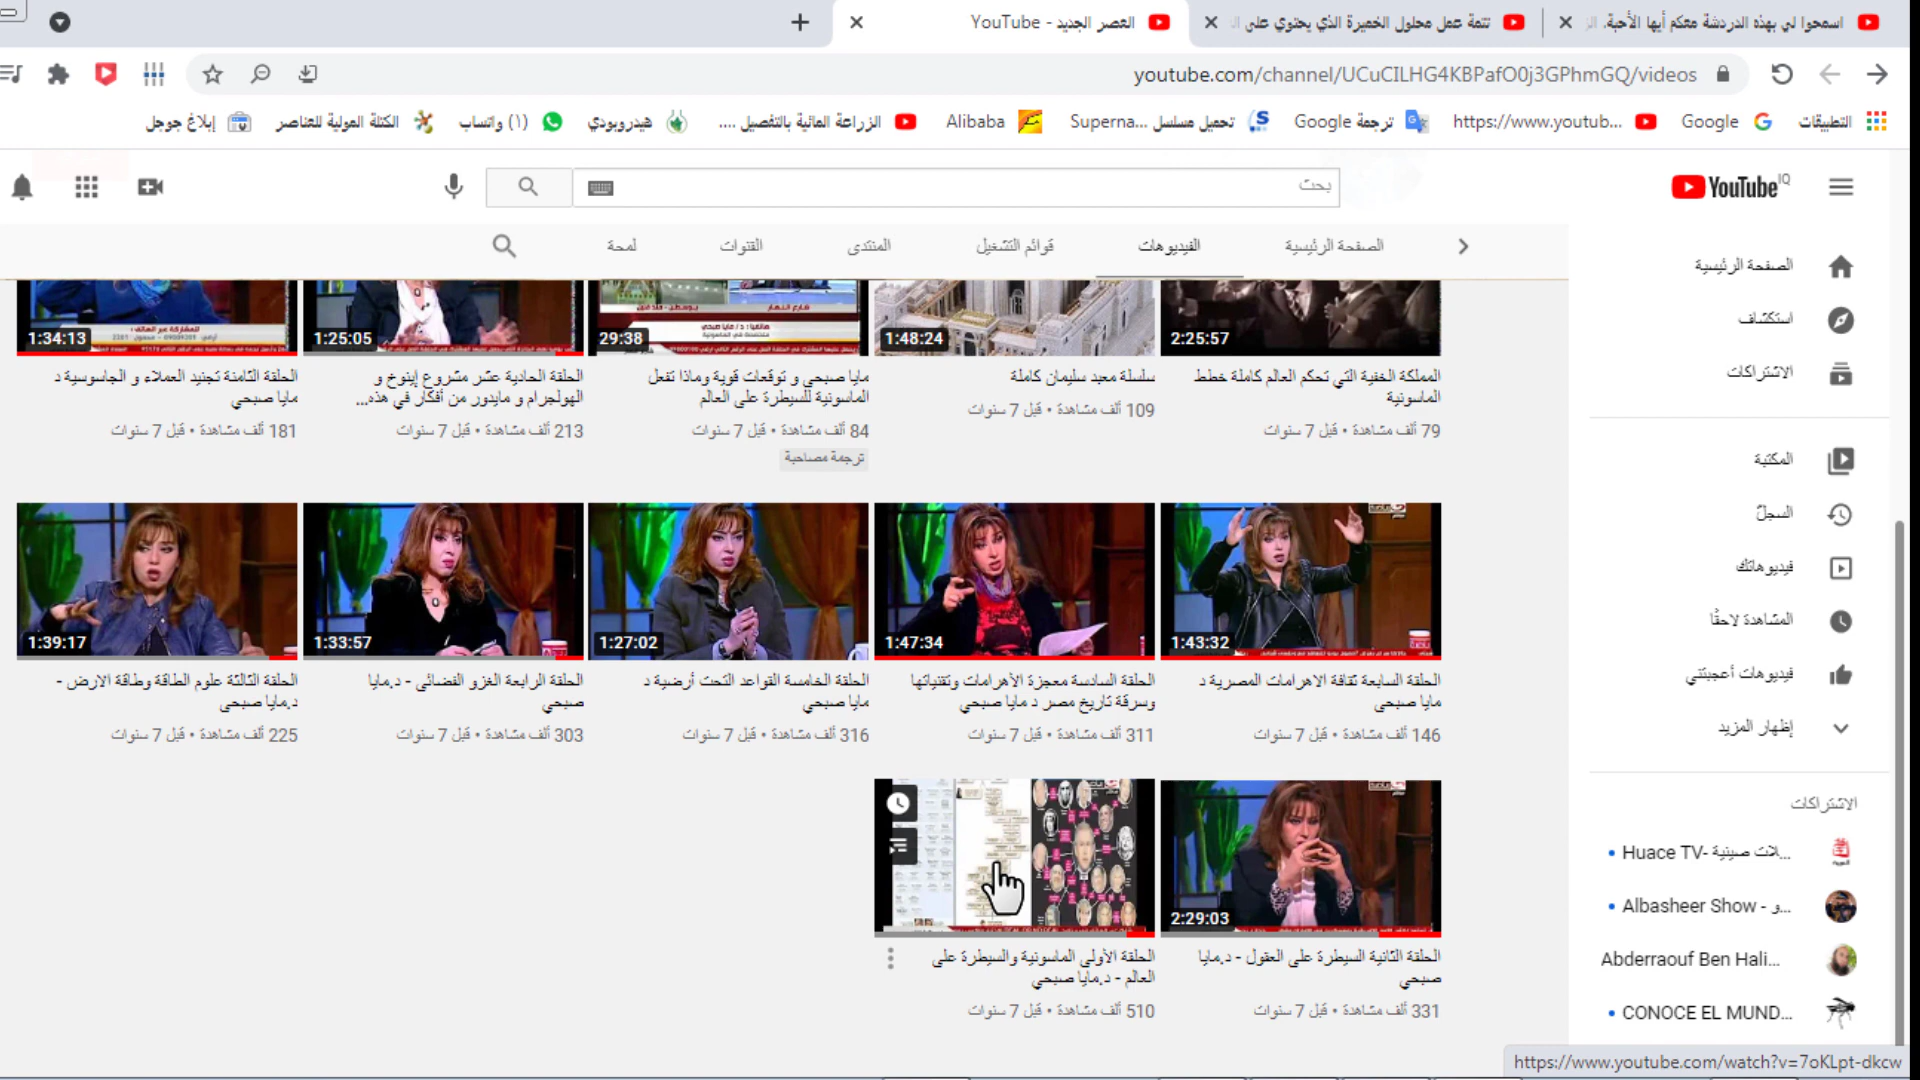 اسمحوا لي بهذه الدردشة معكم أيها الأحبة.
تتمة عمل محلول الخميرة الذي يحتوي على
العصر الجديد - YouTube
youtube.com/channel/UCuCILHG4KBPafO0j3GPhmGQ/videos
التطبيقات
Google
https://www.youtub...
ترجمة Google
تحميل مسلسل Superna...
Alibaba
الزراعة المائية بالتفصيل ....
هيدروبودي
(١) واتساب
الكتلة المولية للعناصر
إبلاغ جوجل
YouTube IQ
بحث
الصفحة الرئيسية
الفيديوهات
قوائم التشغيل
المنتدى
القنوات
لمحة
2:25:57
1:48:24
29:38
1:25:05
1:34:13
المملكة الخفية التي تحكم العالم كاملة خطط
الماسونية
79 ألف مشاهدة • قبل 7 سنوات
سلسلة معبد سليمان كاملة
109 ألف مشاهدة • قبل 7 سنوات
مايا صبحي و توقعات قوية وماذا تفعل
الماسونية للسيطرة على العالم
84 ألف مشاهدة • قبل 7 سنوات
ترجمة مصاحبة
الحلقة الحادية عشر مشروع إينوخ و
الهولجرام و مايدور من أفكار في هذه...
213 ألف مشاهدة • قبل 7 سنوات
الحلقة الثامنة تجنيد العملاء و الجاسوسية د
مايا صبحي
181 ألف مشاهدة • قبل 7 سنوات
1:43:32
1:47:34
1:27:02
1:33:57
1:39:17
الحلقة السابعة ثقافة الاهرامات المصرية د
مايا صبحى
146 ألف مشاهدة • قبل 7 سنوات
الحلقة السادسة معجزة الأهرامات وتقنياتها
وسرقة تاريخ مصر د مايا صبحي
311 ألف مشاهدة • قبل 7 سنوات
الحلقة الخامسة القواعد التحت أرضية د
مايا صبحي
316 ألف مشاهدة • قبل 7 سنوات
الحلقة الرابعة الغزو الفضائى - د.مايا
صبحي
303 ألف مشاهدة • قبل 7 سنوات
الحلقة الثالثة علوم الطاقة وطاقة الارض -
د.مايا صبحى
225 ألف مشاهدة • قبل 7 سنوات
2:29:03
الحلقة الثانية السيطرة على العقول - د.مايا
صبحي
331 ألف مشاهدة • قبل 7 سنوات
الحلقة الأولى الماسونية والسيطرة على
العالم - د.مايا صبحي
510 ألف مشاهدة • قبل 7 سنوات
الصفحة الرئيسية
استكشاف
الاشتراكات
المكتبة
السجلّ
فيديوهاتك
المشاهدة لاحقًا
فيديوهات أعجبتني
إظهار المزيد
الاشتراكات
Huace TV- ...لات صينية
Albasheer Show - و...
Abderraouf Ben Hali...
CONOCE EL MUND...
https://www.youtube.com/watch?v=7oKLpt-dkcw